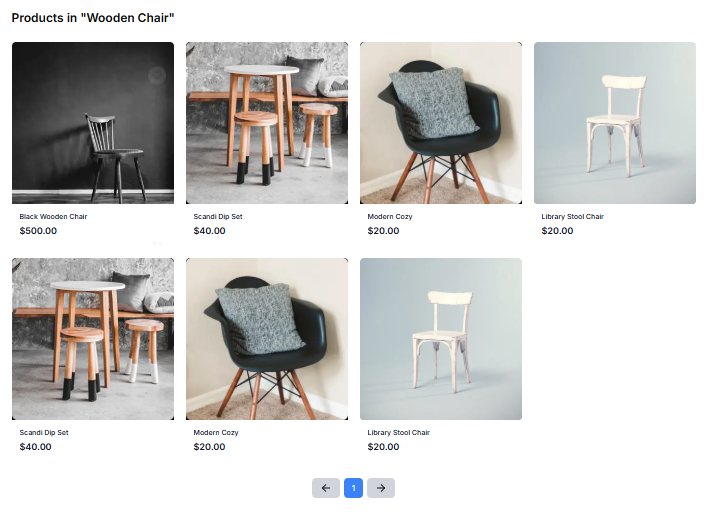 Products in "Wooden Chair"
Black Wooden Chair
$500.00
Scandi Dip Set
$40.00
Modern Cozy
$20.00
Library Stool Chair
$20.00
Scandi Dip Set
$40.00
Modern Cozy
$20.00
Library Stool Chair
$20.00
1